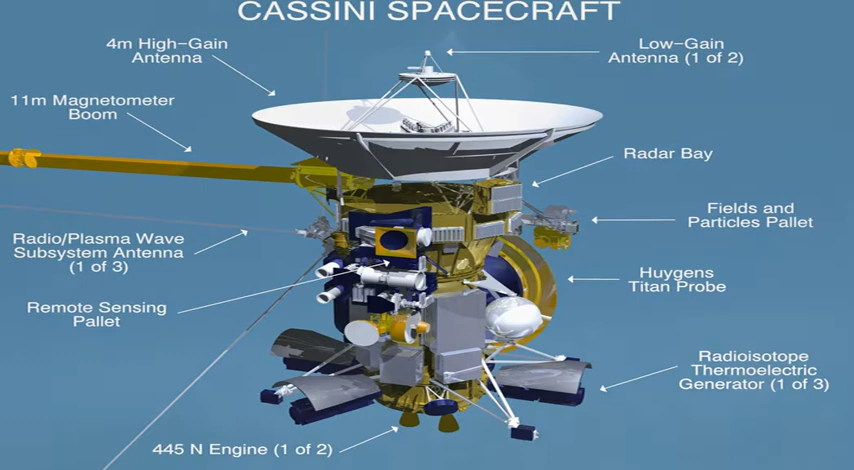 CASSINI SPACECRAFT
4m High-Gain
Antenna
Low-Gain
Antenna (1 of 2)
11m Magnetometer
Boom
Radar Bay
Fields and
Particles Pallet
Radio/Plasma Wave
Subsystem Antenna
(1 of 3)
Huygens
Titan Probe
Remote Sensing
Pallet
Radioisotope
Thermoelectric
Generator (1 of 3)
445 N Engine (1 of 2)